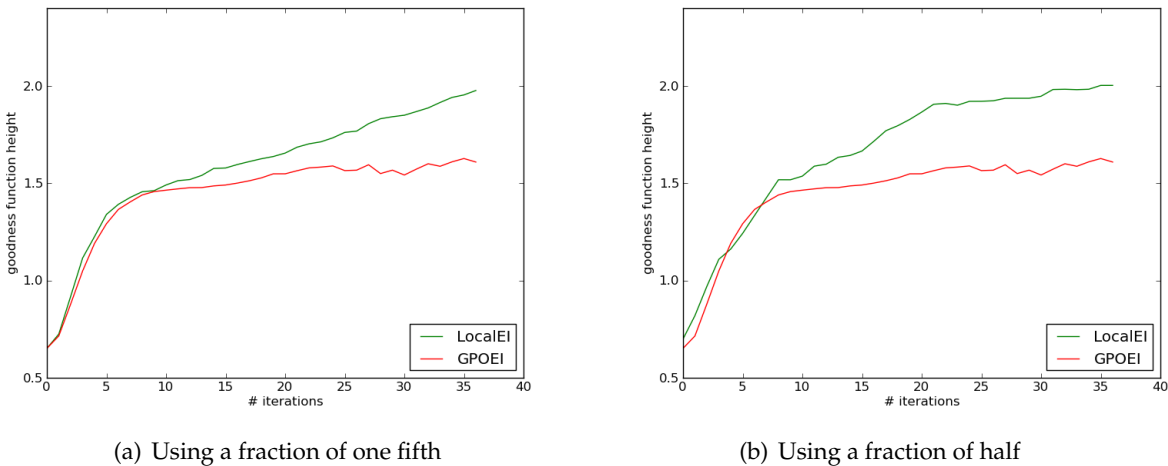 goodness function height
2.0
1.5
1.0
0.5
0 5 10 15 20 25 30 35 40
# iterations
LocalEI
GPOEI
(a) Using a fraction of one fifth
goodness function height
2.0
1.5
1.0
0.5
0 5 10 15 20 25 30 35 40
# iterations
LocalEI
GPOEI
(b) Using a fraction of half